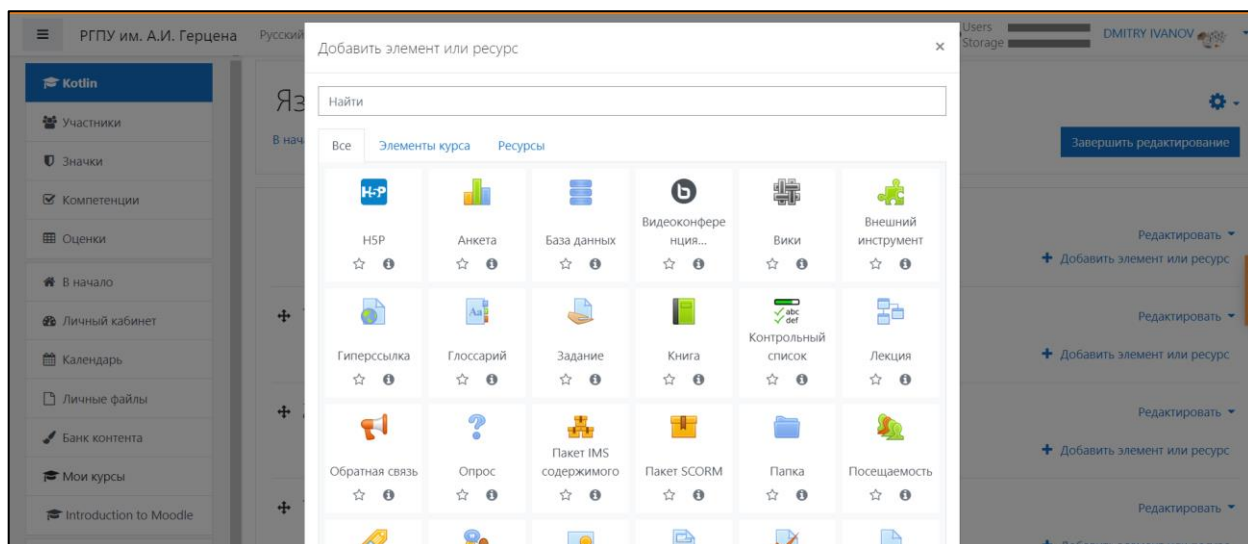 РГПУ им. А.И. Герцена
Русский
Users
Storage
DMITRY IVANOV
Kotlin
Участники
Значки
Компетенции
Оценки
В начало
Личный кабинет
Календарь
Личные файлы
Банк контента
Мои курсы
Introduction to Moodle
Яз
В нач
Завершить редактирование
Редактировать
Добавить элемент или ресурс
Редактировать
Добавить элемент или ресурс
Редактировать
Добавить элемент или ресурс
Редактировать
Добавить элемент или ресурс
×
Найти
Все Элементы курса Ресурсы
H5P
H5P
Анкета
База данных
Видеоконфере
нция...
Вики
Внешний
инструмент
Гиперссылка
Aa
Глоссарий
Задание
Книга
abc
def
Контрольный
список
Лекция
Обратная связь
Опрос
Пакет IMS
содержимого
Пакет SCORM
Папка
Посещаемость